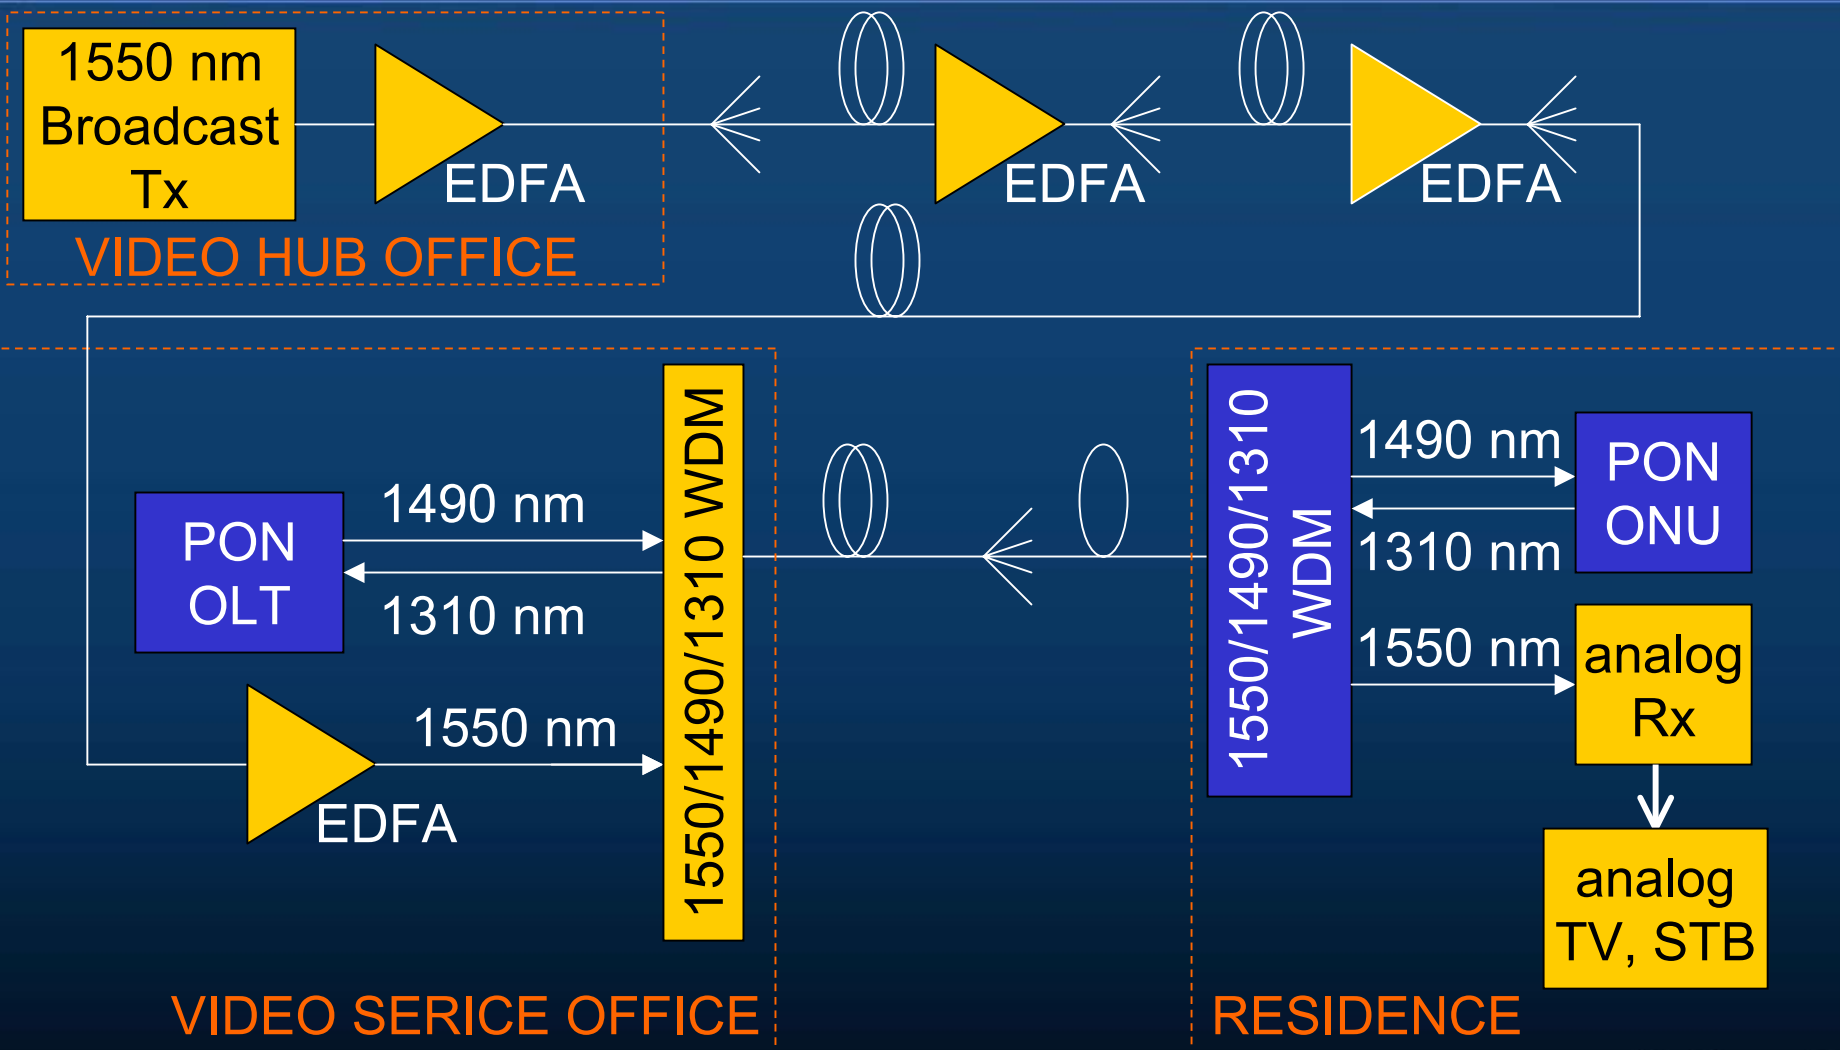 1550 nm
Broadcast
Tx
EDFA
EDFA
EDFA
VIDEO HUB OFFICE
PON
OLT
1490 nm
1310 nm
1550 nm
EDFA
1550/1490/1310 WDM
VIDEO SERICE OFFICE
1550/1490/1310
WDM
1490 nm
1310 nm
1550 nm
PON
ONU
analog
Rx
analog
TV, STB
RESIDENCE